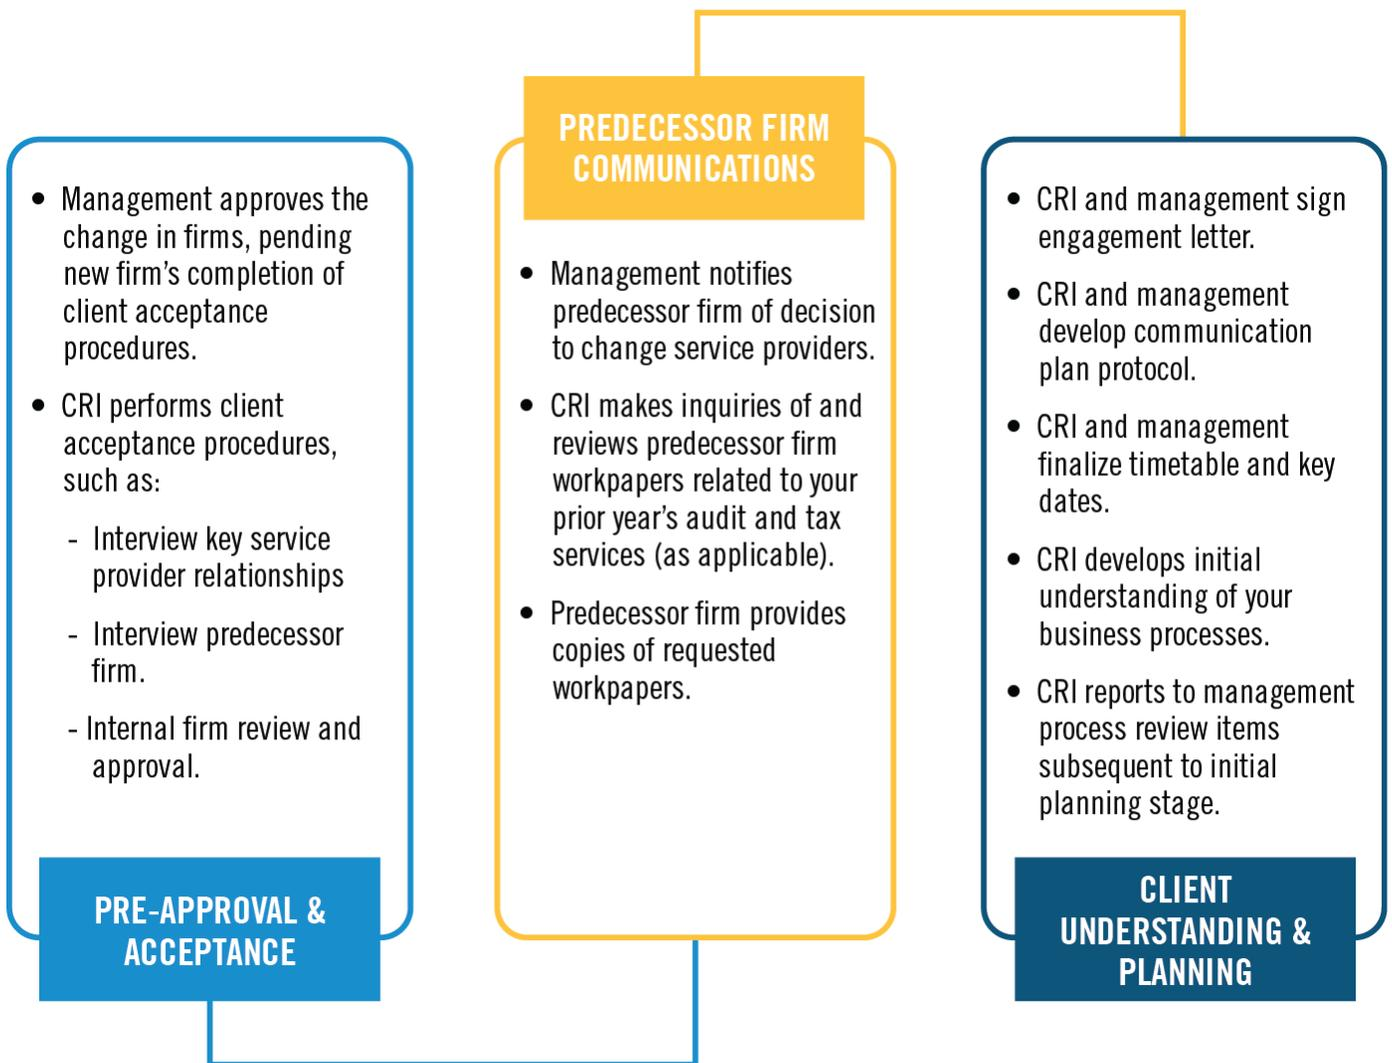 • Management approves the
change in firms, pending
new firm's completion of
client acceptance
procedures.
• CRI performs client
acceptance procedures,
such as:
- Interview key service
provider relationships
- Interview predecessor
firm.
- Internal firm review and
approval.
PRE-APPROVAL &
ACCEPTANCE
PREDECESSOR FIRM
COMMUNICATIONS
• Management notifies
predecessor firm of decision
to change service providers.
• CRI makes inquiries of and
reviews predecessor firm
workpapers related to your
prior year's audit and tax
services (as applicable).
• Predecessor firm provides
copies of requested
workpapers.
• CRI and management sign
engagement letter.
• CRI and management
develop communication
plan protocol.
• CRI and management
finalize timetable and key
dates.
• CRI develops initial
understanding of your
business processes.
• CRI reports to management
process review items
subsequent to initial
planning stage.
CLIENT
UNDERSTANDING &
PLANNING